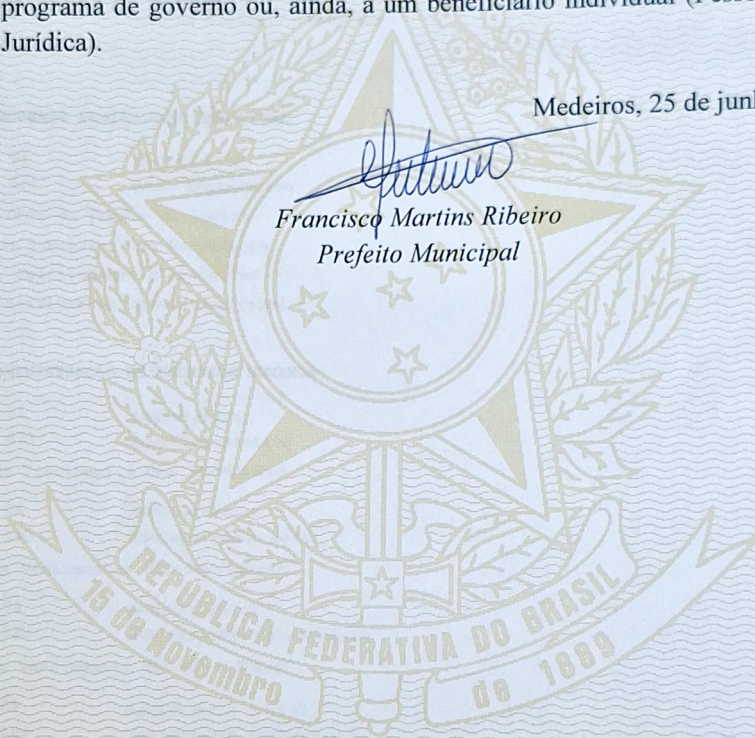 programa de governo ou, ainda, a um beneficiário individual
Jurídica).
Medeiros, 25 de
Francisco Martins Ribeiro
Prefeito Municipal
REPÚBLICA FEDERATIVA DO BRASIL
15 de Novembro de 1889